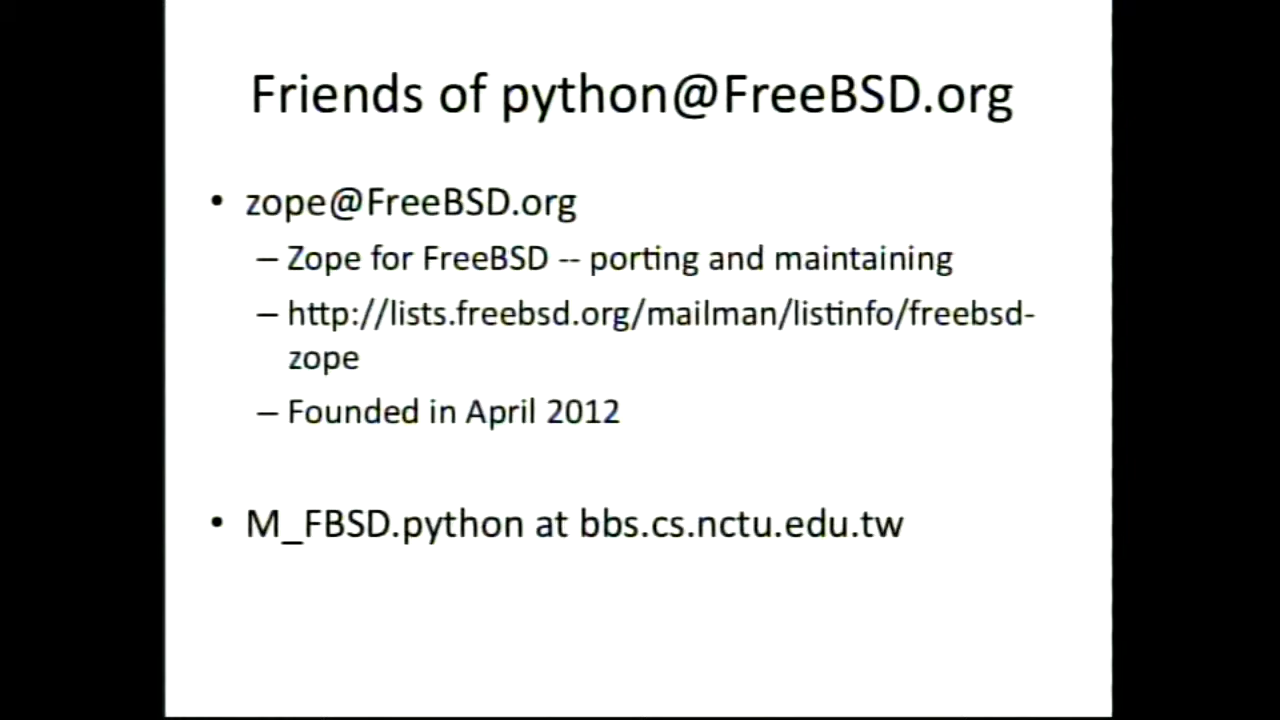 Friends of python@FreeBSD.org
• zope@FreeBSD.org
– Zope for FreeBSD -- porting and maintaining
– http://lists.freebsd.org/mailman/listinfo/freebsd-
zope
– Founded in April 2012
• M_FBSD.python at bbs.cs.nctu.edu.tw